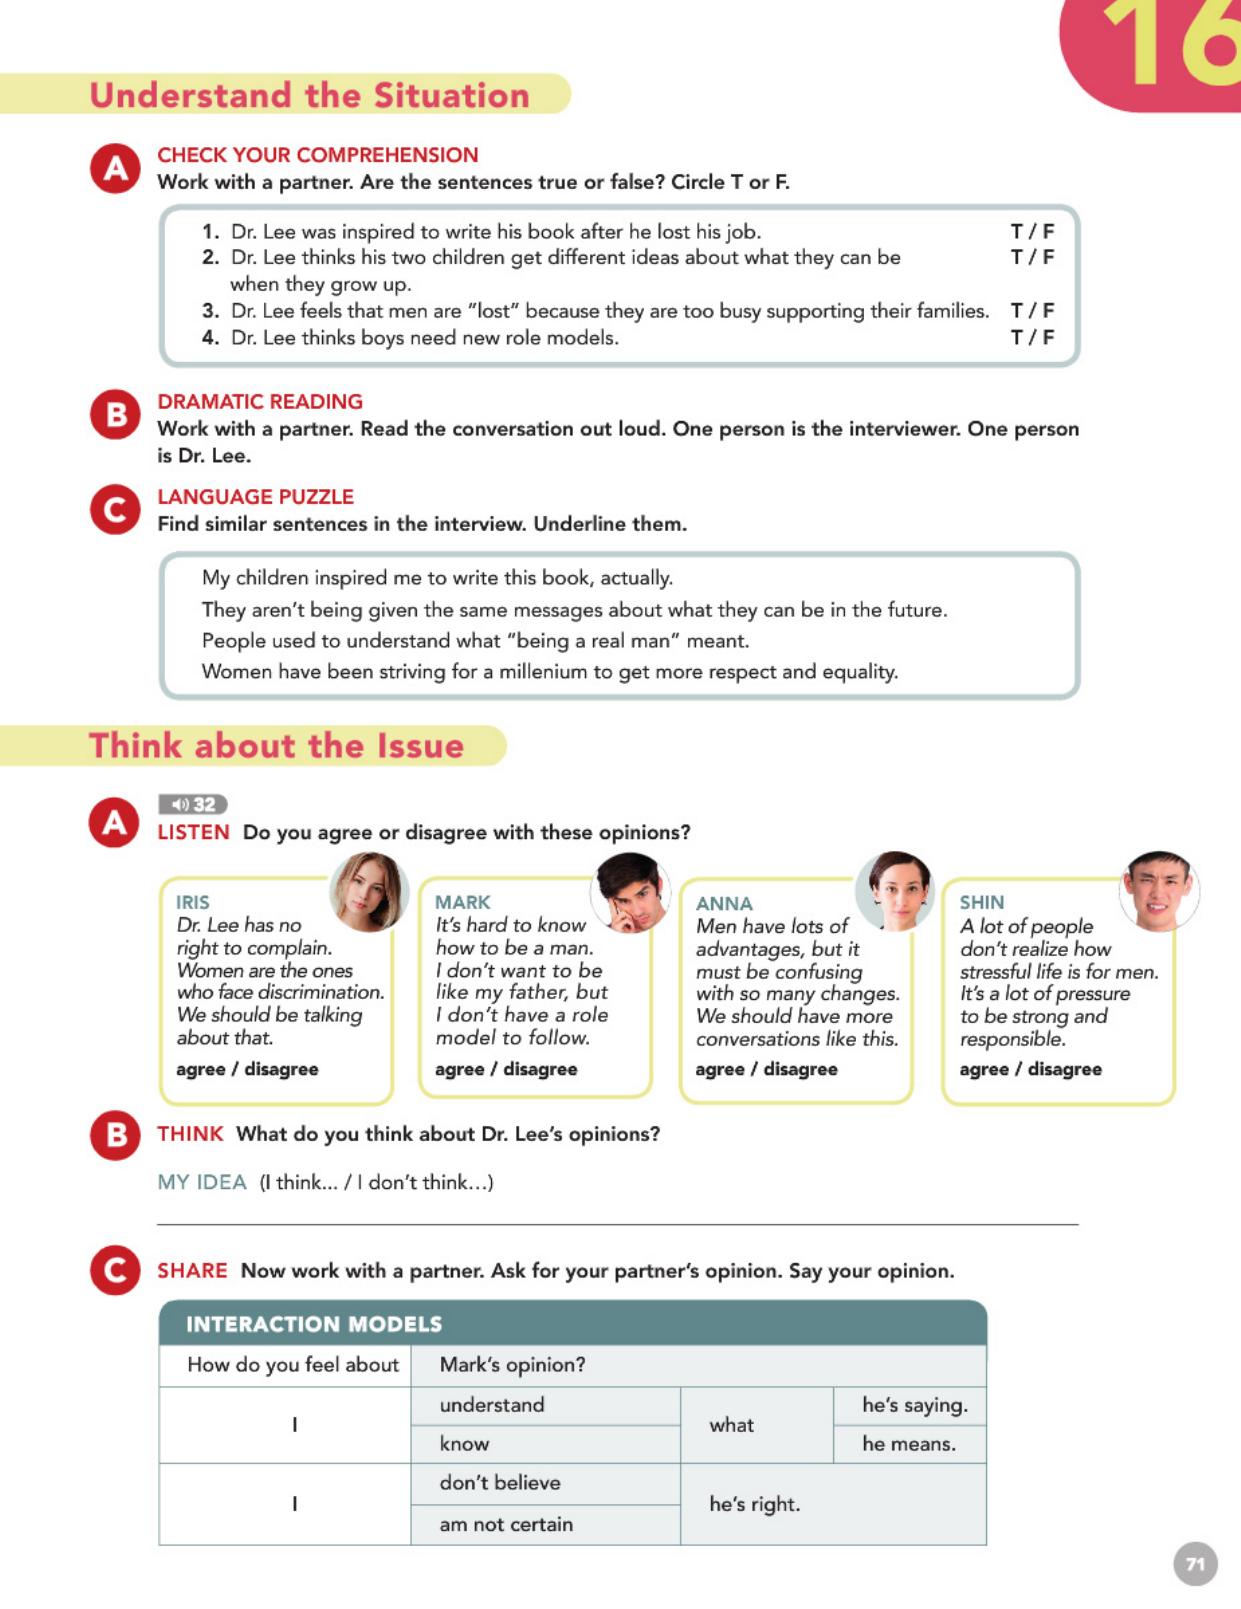 16
Understand the Situation
A
CHECK YOUR COMPREHENSION
Work with a partner. Are the sentences true or false? Circle T or F.
1. Dr. Lee was inspired to write his book after he lost his job. T / F
2. Dr. Lee thinks his two children get different ideas about what they can be T / F
when they grow up.
3. Dr. Lee feels that men are “lost” because they are too busy supporting their families. T / F
4. Dr. Lee thinks boys need new role models. T / F
B
DRAMATIC READING
Work with a partner. Read the conversation out loud. One person is the interviewer. One person
is Dr. Lee.
C
LANGUAGE PUZZLE
Find similar sentences in the interview. Underline them.
My children inspired me to write this book, actually.
They aren’t being given the same messages about what they can be in the future.
People used to understand what “being a real man” meant.
Women have been striving for a millenium to get more respect and equality.
Think about the Issue
A
32
LISTEN Do you agree or disagree with these opinions?
IRIS
Dr. Lee has no
right to complain.
Women are the ones
who face discrimination.
We should be talking
about that.
agree / disagree
MARK
It’s hard to know
how to be a man.
I don’t want to be
like my father, but
I don’t have a role
model to follow.
agree / disagree
ANNA
Men have lots of
advantages, but it
must be confusing
with so many changes.
We should have more
conversations like this.
agree / disagree
SHIN
A lot of people
don’t realize how
stressful life is for men.
It’s a lot of pressure
to be strong and
responsible.
agree / disagree
B
THINK What do you think about Dr. Lee’s opinions?
MY IDEA (I think... / I don’t think…)
C
SHARE Now work with a partner. Ask for your partner’s opinion. Say your opinion.
INTERACTION MODELS
How do you feel about Mark’s opinion?
I
understand
know
what
he’s saying.
he means.
I
don’t believe
am not certain
he’s right.
71